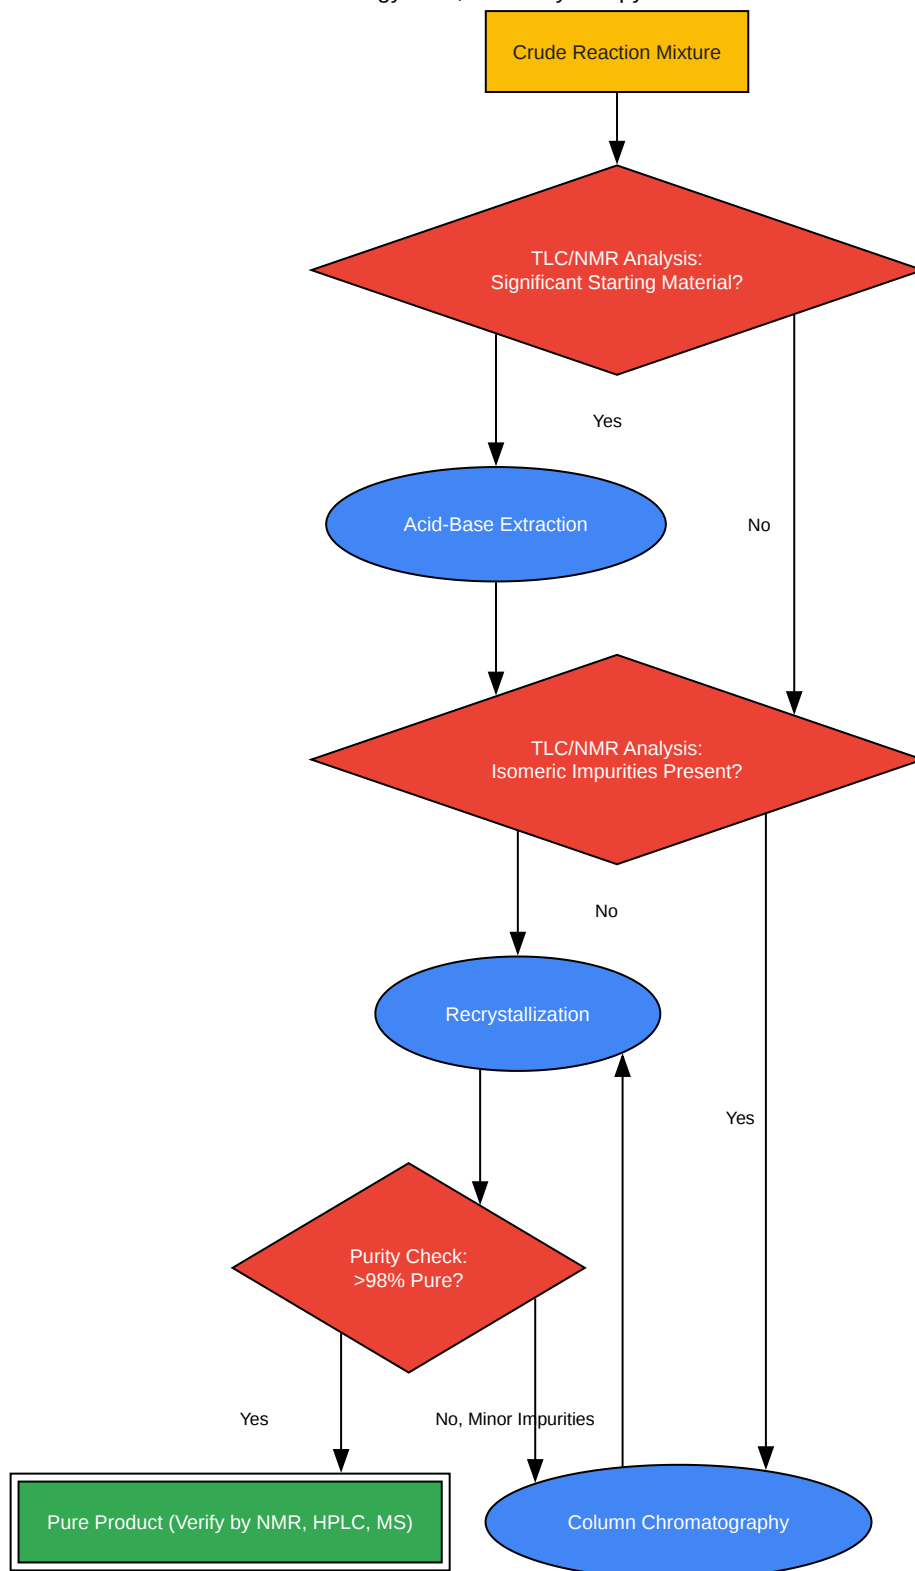 Crude Reaction Mixture
TLC/NMR Analysis:
Significant Starting Material?
Yes
Acid-Base Extraction
No
TLC/NMR Analysis:
Isomeric Impurities Present?
No
Recrystallization
Yes
Purity Check:
>98% Pure?
Yes
No, Minor Impurities
Pure Product (Verify by NMR, HPLC, MS)
Column Chromatography